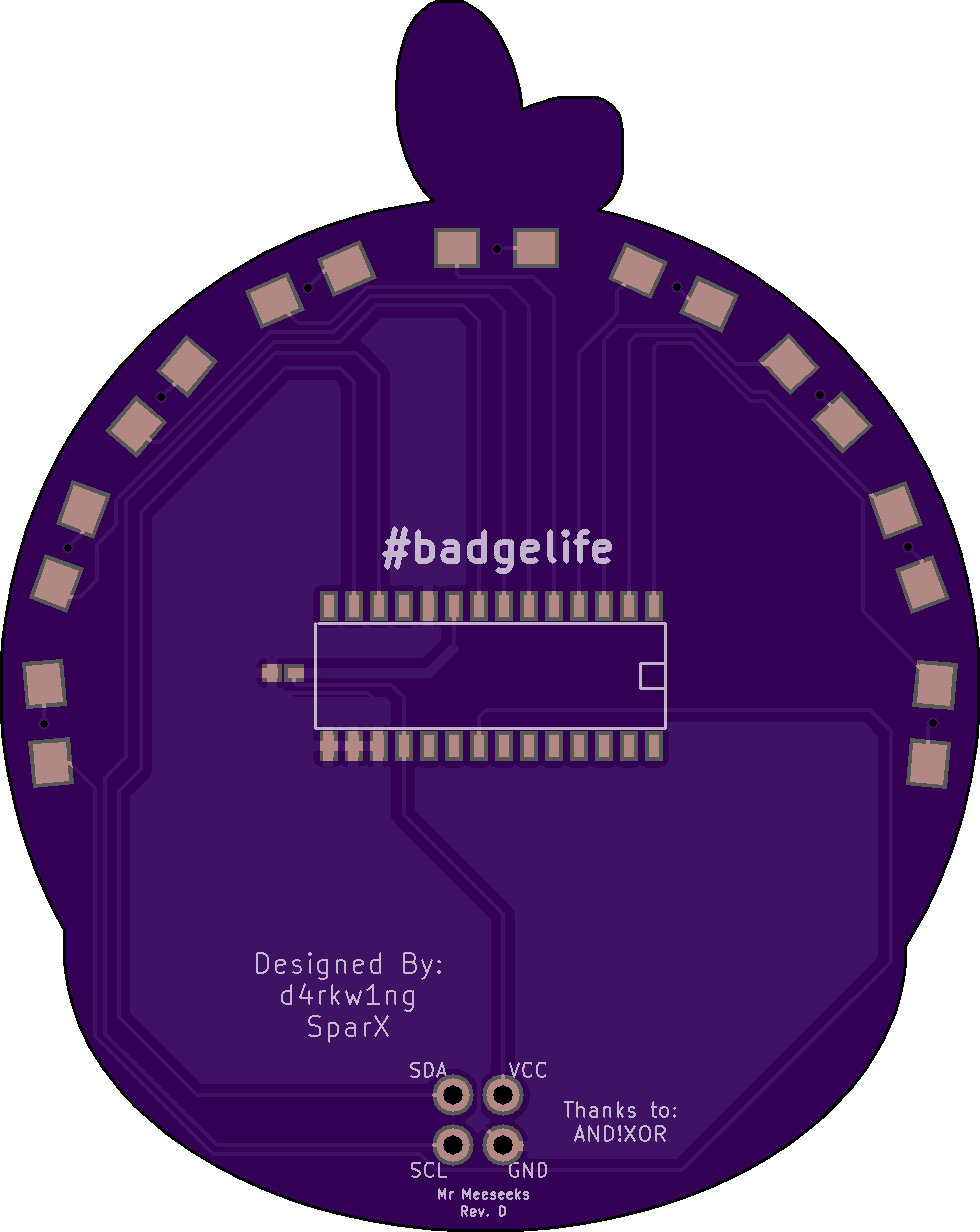 #badgelife
Designed By:
d4rkw1ng
SparX
SDA VCC
Thanks to:
AND!XOR
SCL GND
Mr Meeseeks
Rev. D